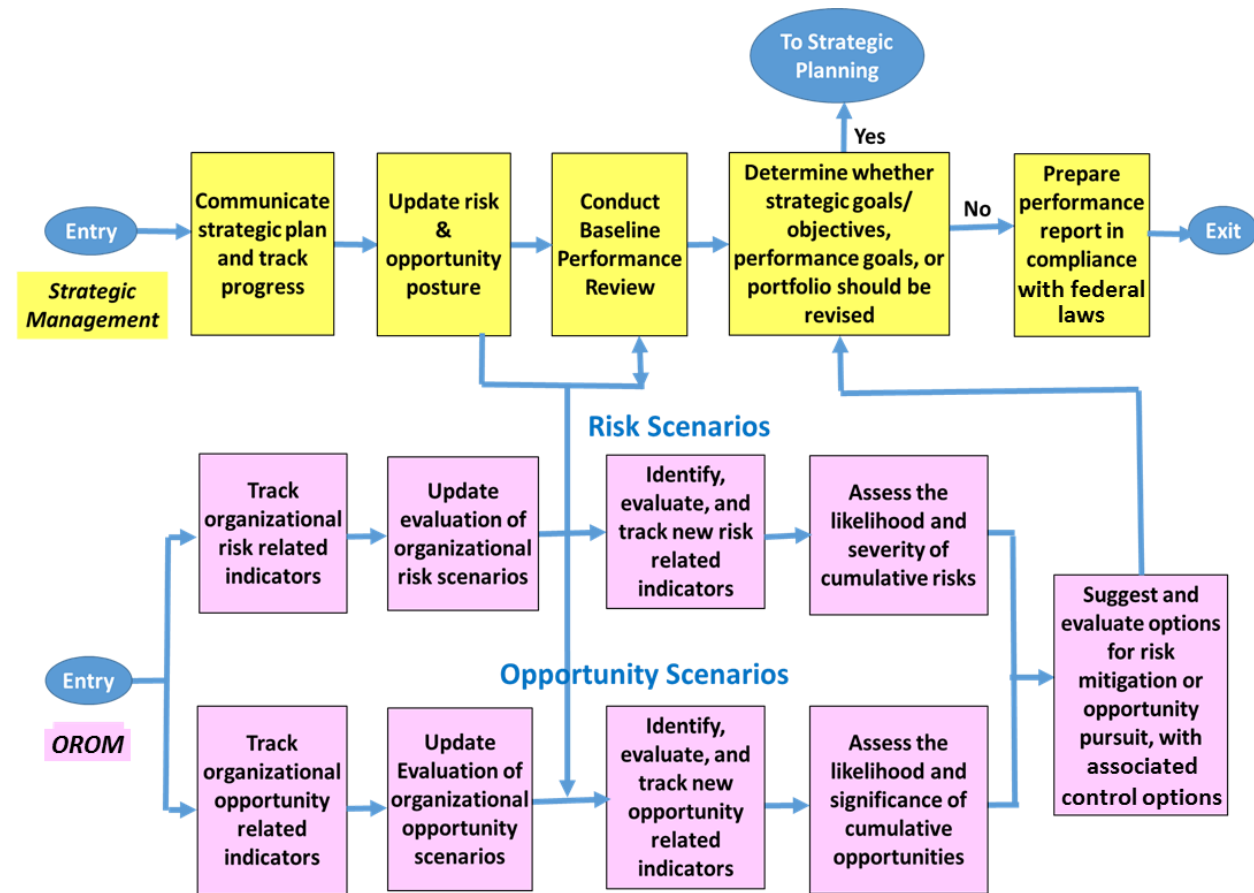 To Strategic
Planning
Yes
Communicate
strategic plan
and track
progress
Update risk
&
opportunity
posture
Conduct
Baseline
Performance
Review
Determine whether
strategic goals/
objectives,
performance goals, or
portfolio should be
revised
No
Prepare
performance
report in
compliance
with federal
laws
Entry
Exit
Strategic
Management
Risk Scenarios
Track
organizational
risk related
indicators
Update
evaluation of
organizational
risk scenarios
Identify,
evaluate, and
track new risk
related
indicators
Assess the
likelihood and
severity of
cumulative risks
Suggest and
evaluate options
for risk
mitigation or
opportunity
pursuit, with
associated
control options
Entry
OROM
Opportunity Scenarios
Track
organizational
opportunity
related
indicators
Update
Evaluation of
organizational
opportunity
scenarios
Identify,
evaluate, and
track new
opportunity
related
indicators
Assess the
likelihood and
significance of
cumulative
opportunities